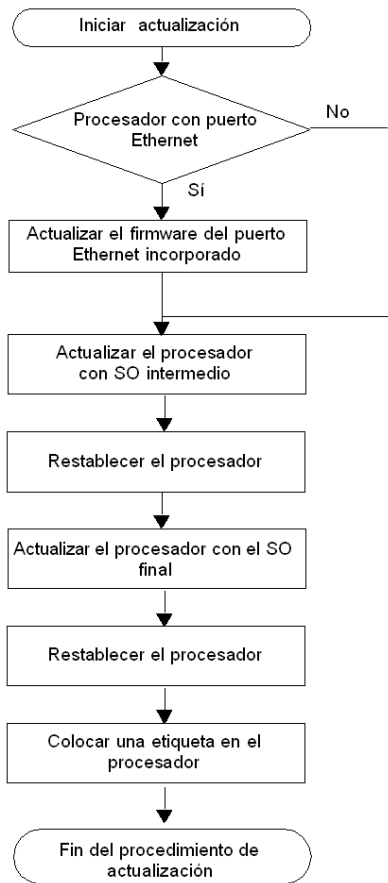 Iniciar actualización
Procesador con puerto
Ethernet
No
Sí
Actualizar el firmware del puerto
Ethernet incorporado
Actualizar el procesador
con SO intermedio
Restablecer el procesador
Actualizar el procesador con el SO
final
Restablecer el procesador
Colocar una etiqueta en el
procesador
Fin del procedimiento de
actualización